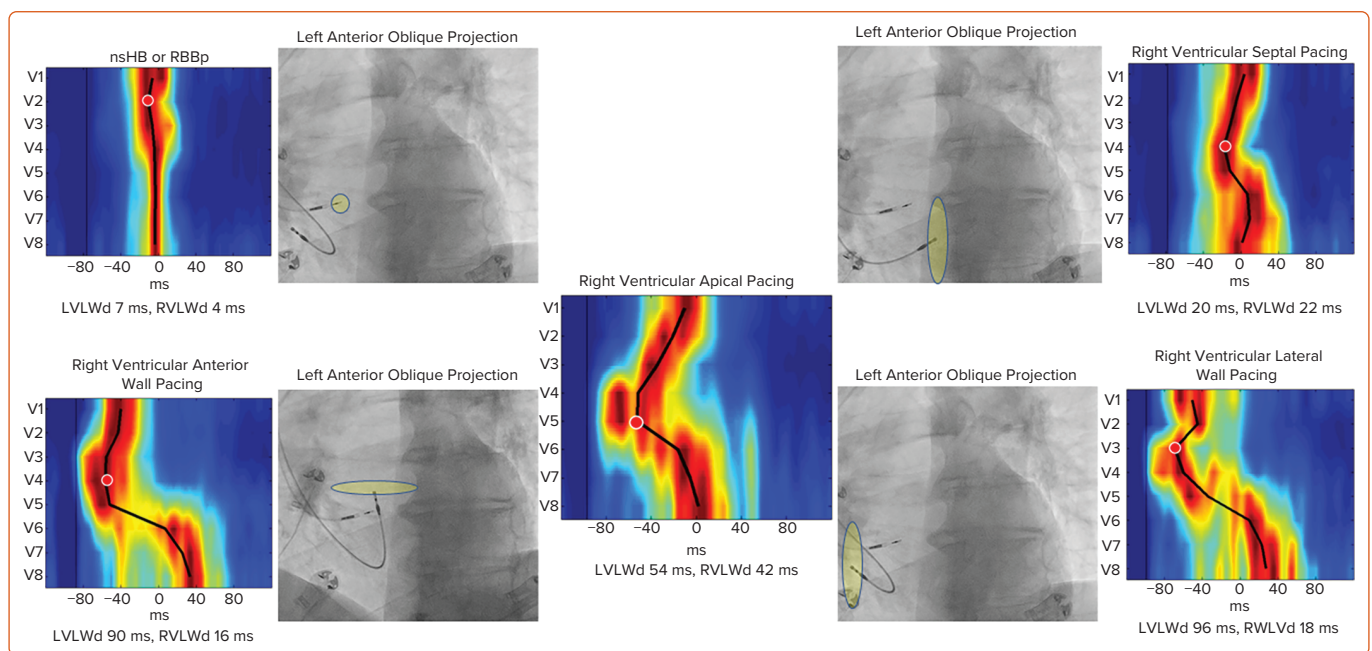 nsHB or RBBp
V1
V2
V3
V4
V5
V6
V7
V8
−80 −40 0 40 80
ms
LVLWd 7 ms, RVLWd 4 ms
Left Anterior Oblique Projection
Left Anterior Oblique Projection
Right Ventricular Septal Pacing
V1
V2
V3
V4
V5
V6
V7
V8
−80 −40 0 40 80
ms
LVLWd 20 ms, RVLWd 22 ms
Right Ventricular Apical Pacing
V1
V2
V3
V4
V5
V6
V7
V8
−80 −40 0 40 80
ms
LVLWd 54 ms, RVLWd 42 ms
Right Ventricular Anterior
Wall Pacing
V1
V2
V3
V4
V5
V6
V7
V8
−80 −40 0 40 80
ms
LVLWd 90 ms, RVLWd 16 ms
Left Anterior Oblique Projection
Left Anterior Oblique Projection
Right Ventricular Lateral
Wall Pacing
V1
V2
V3
V4
V5
V6
V7
V8
−80 −40 0 40 80
ms
LVLWd 96 ms, RWLVd 18 ms